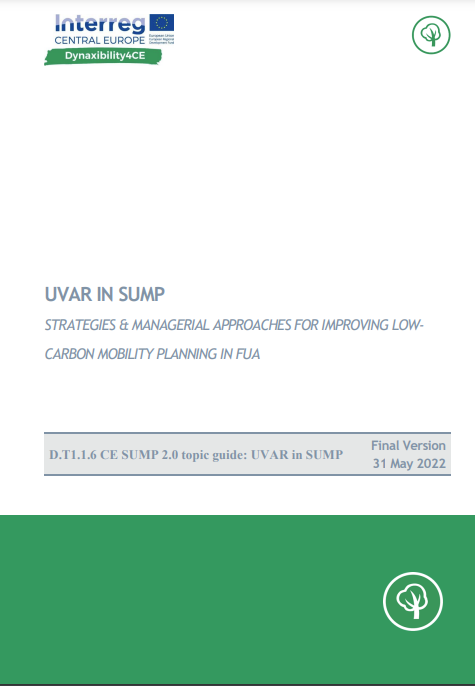 Interreg
CENTRAL EUROPE
European Union
European Regional
Development Fund
Dynaxibility4CE
UVAR IN SUMP
STRATEGIES & MANAGERIAL APPROACHES FOR IMPROVING LOW-
CARBON MOBILITY PLANNING IN FUA
D.T1.1.6 CE SUMP 2.0 topic guide: UVAR in SUMP
Final Version
31 May 2022